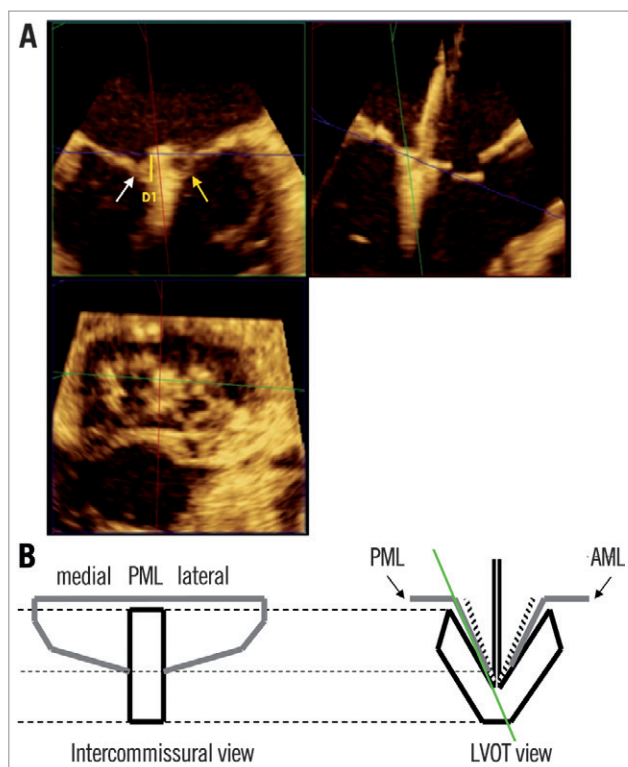 A
D1
B
medial PML lateral
PML
AML
Intercommissural view
LVOT view